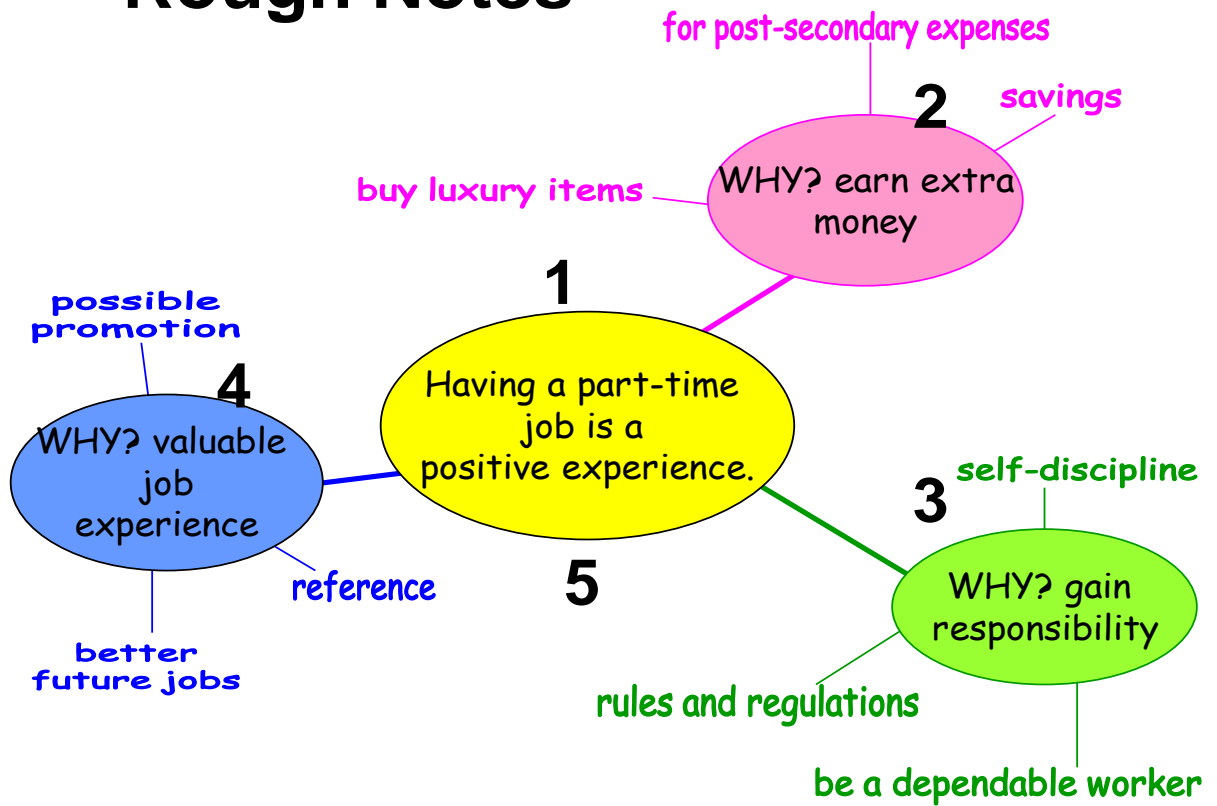 Rough Notes
for post-secondary expenses
2
savings
WHY? earn extra
money
buy luxury items
1
Having a part-time
job is a
positive experience.
5
possible
promotion
4
WHY? valuable
job
experience
reference
better
future jobs
3
self-discipline
WHY? gain
responsibility
rules and regulations
be a dependable worker